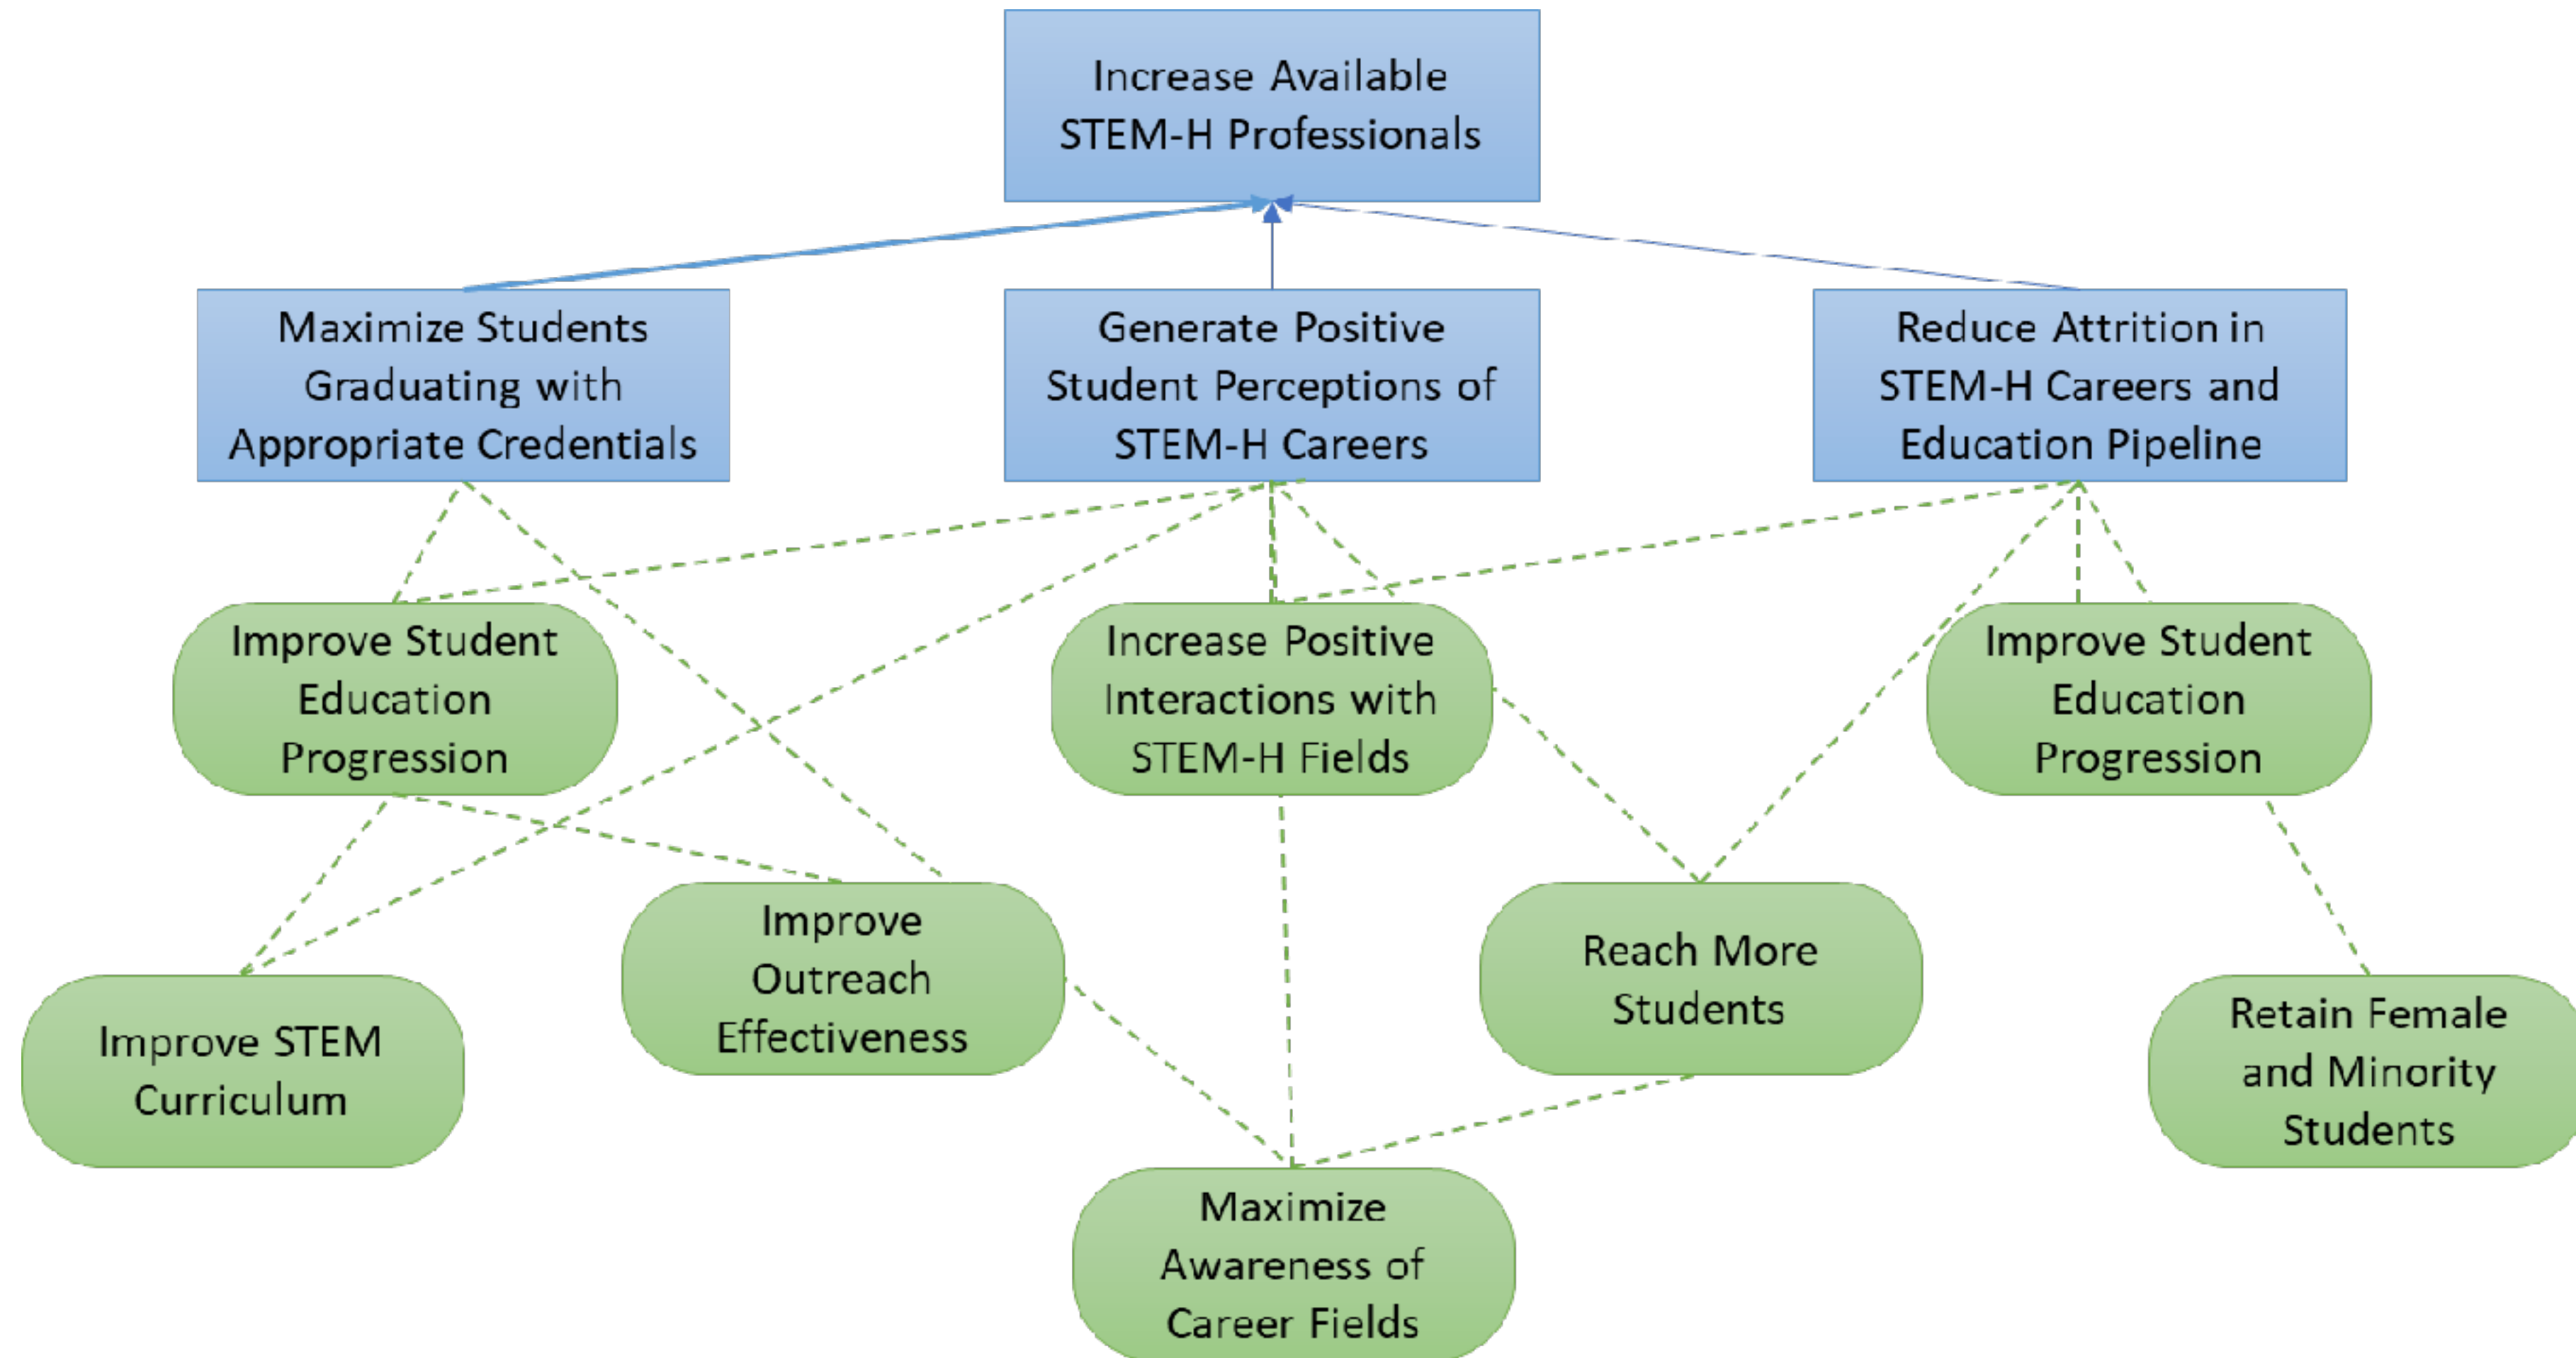 Increase Available
STEM-H Professionals
Maximize Students
Graduating with
Appropriate Credentials
Generate Positive
Student Perceptions of
STEM-H Careers
Reduce Attrition in
STEM-H Careers and
Education Pipeline
Improve Student
Education
Progression
Increase Positive
Interactions with
STEM-H Fields
Improve Student
Education
Progression
Improve STEM
Curriculum
Improve
Outreach
Effectiveness
Reach More
Students
Retain Female
and Minority
Students
Maximize
Awareness of
Career Fields